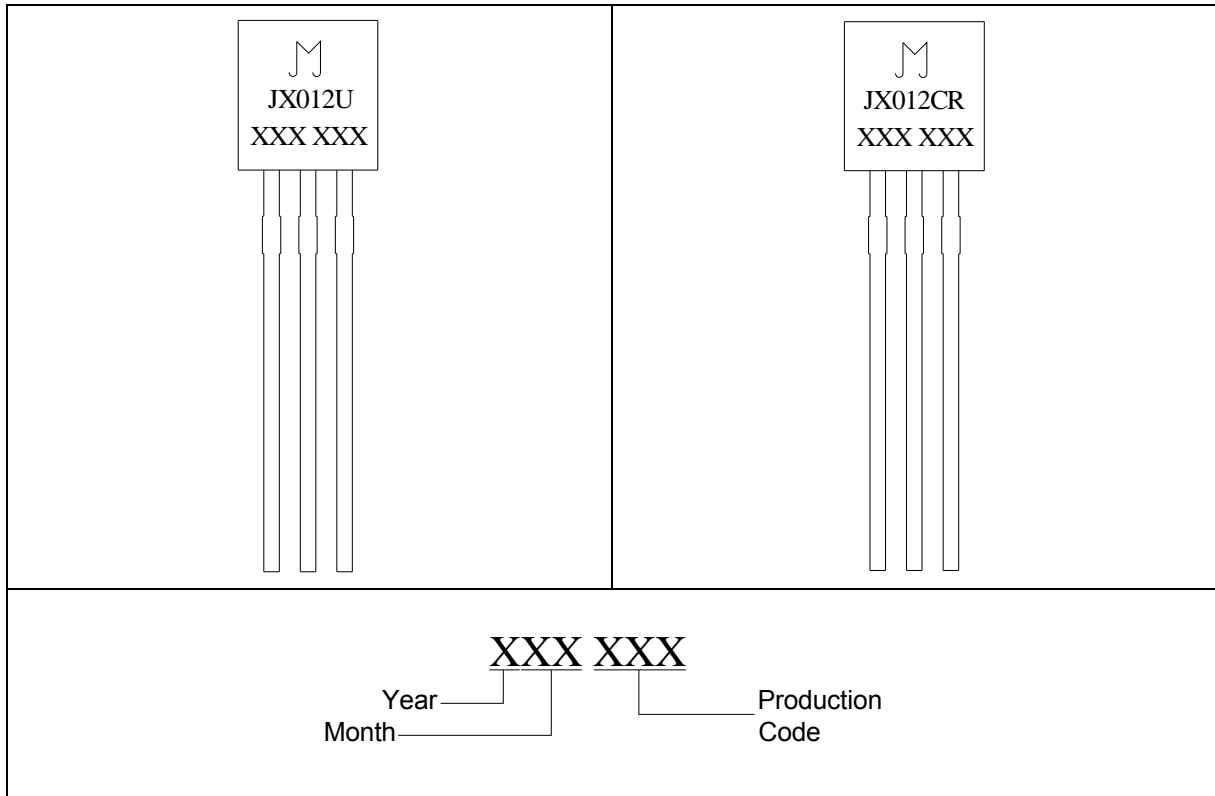 JX012U
XXX XXX
JX012CR
XXX XXX
XXX XXX
Year
Production
Month
Code